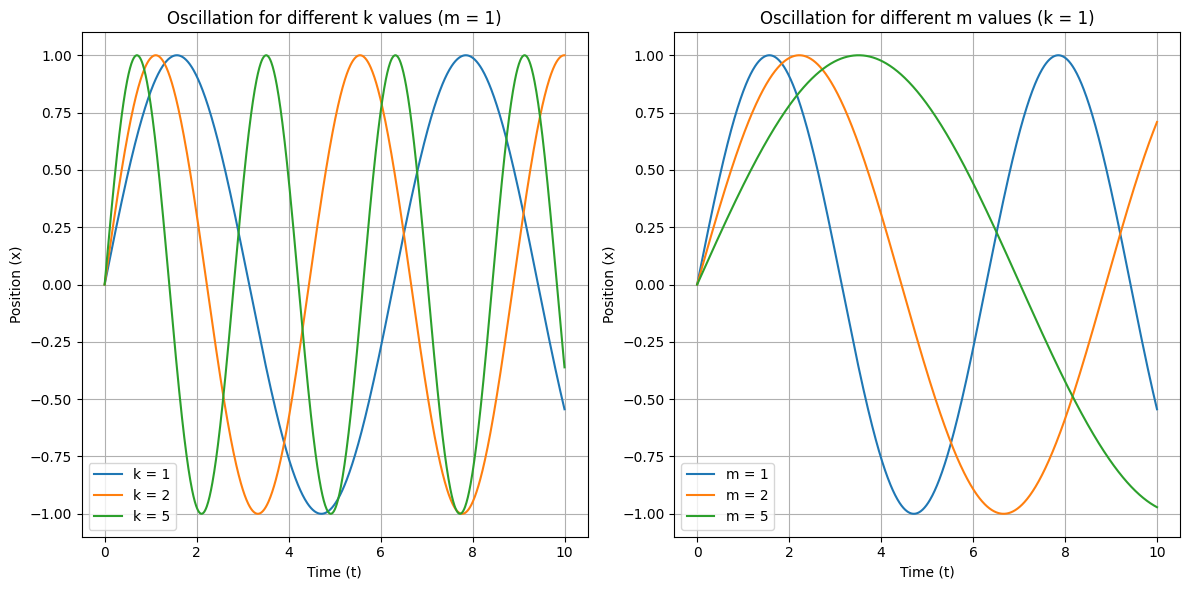 Oscillation for different k values (m = 1)
1.00
0.75
0.50
0.25
0.00
−0.25
−0.50
−0.75
−1.00
Position (x)
k = 1
k = 2
k = 5
0 2 4 6 8 10
Time (t)
Oscillation for different m values (k = 1)
1.00
0.75
0.50
0.25
0.00
−0.25
−0.50
−0.75
−1.00
Position (x)
m = 1
m = 2
m = 5
0 2 4 6 8 10
Time (t)